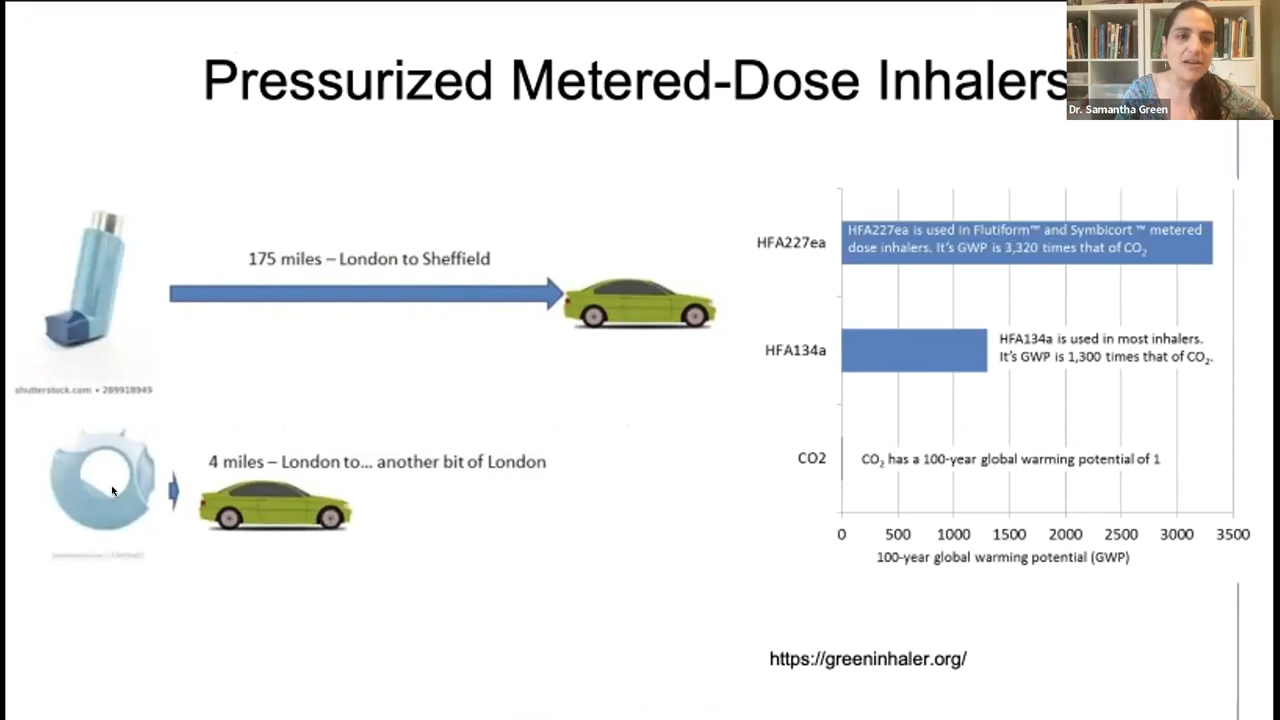 Pressurized Metered-Dose Inhalers
Dr. Samantha Green
175 miles – London to Sheffield
shutterstock.com • 289918949
4 miles – London to... another bit of London
HFA227ea
HFA227ea is used in Flutiform™ and Symbicort ™ metered
dose inhalers. It's GWP is 3,320 times that of CO₂
HFA134a
HFA134a is used in most inhalers.
It's GWP is 1,300 times that of CO₂.
CO2
CO₂ has a 100-year global warming potential of 1
0 500 1000 1500 2000 2500 3000 3500
100-year global warming potential (GWP)
https://greeninhaler.org/